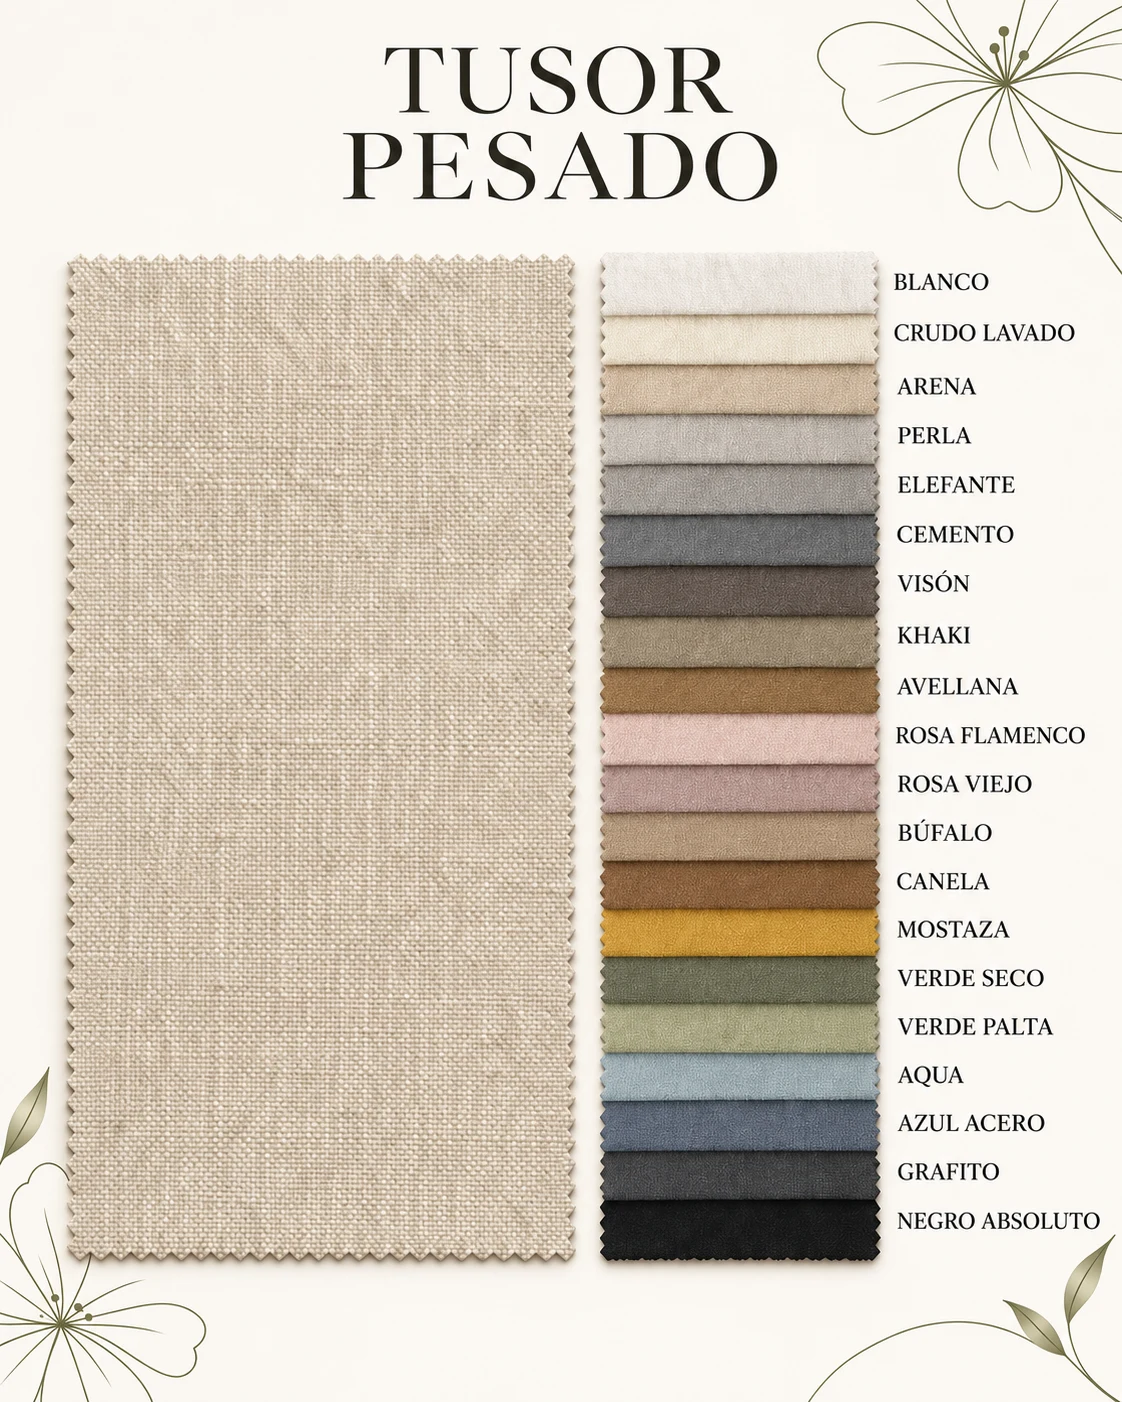 TUSOR
PESADO
BLANCO
CRUDO LAVADO
ARENA
PERLA
ELEFANTE
CEMENTO
VISÓN
KHAKI
AVELLANA
ROSA FLAMENCO
ROSA VIEJO
BÚFALO
CANELA
MOSTAZA
VERDE SECO
VERDE PALTA
AQUA
AZUL ACERO
GRAFITO
NEGRO ABSOLUTO